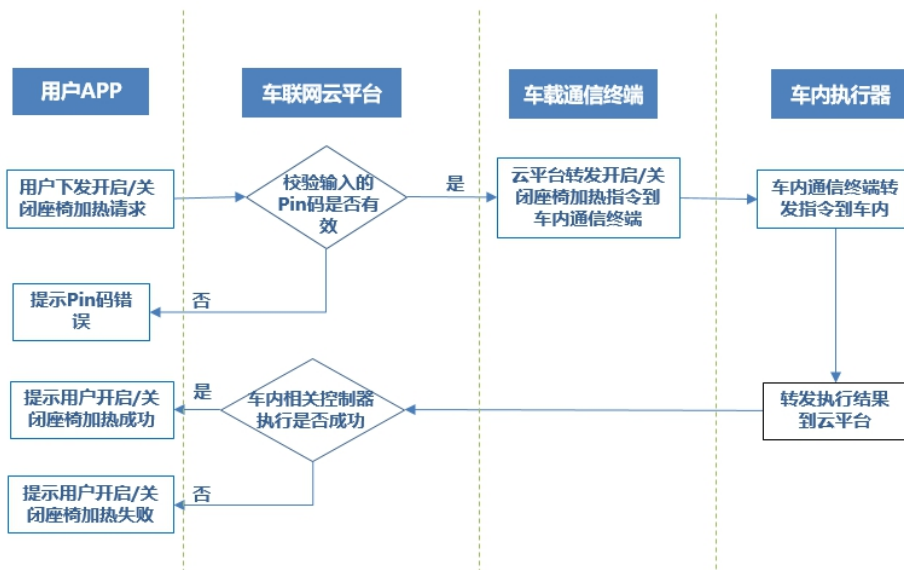 用户APP
车联网云平台
车载通信终端
车内执行器
用户下发开启/关
闭座椅加热请求
校验输入的
Pin码是否有
效
是
云平台转发开启/关
闭座椅加热指令到
车内通信终端
车内通信终端转
发指令到车内
否
提示Pin码错
误
提示用户开启/关
闭座椅加热成功
是
车内相关控制器
执行是否成功
转发执行结果
到云平台
提示用户开启/关
闭座椅加热失败
否